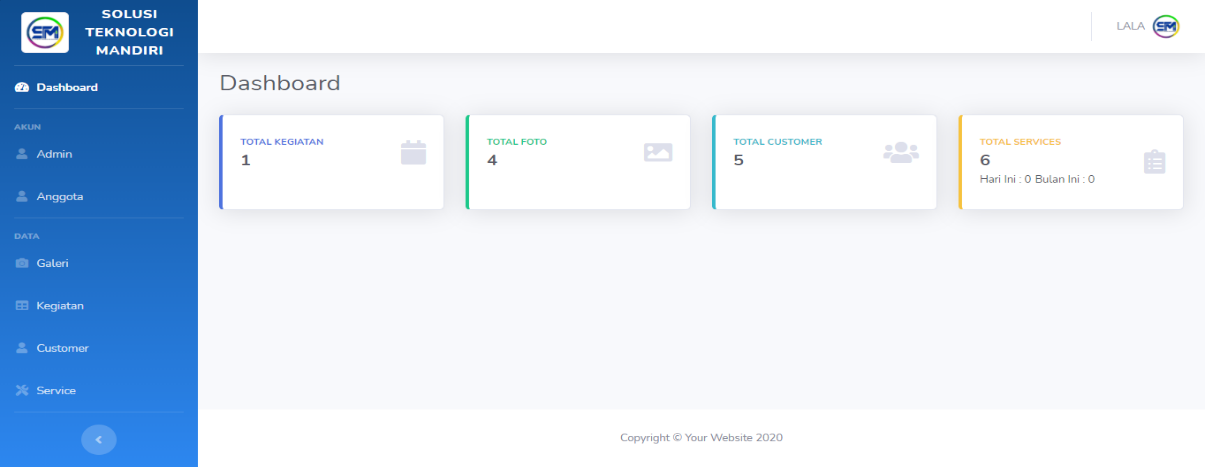 SFM
SOLUSI
TEKNOLOGI
MANDIRI
LALA
Dashboard
AKUN
Admin
Anggota
DATA
Galeri
Kegiatan
Customer
Service
Dashboard
TOTAL KEGIATAN
1
TOTAL FOTO
4
TOTAL CUSTOMER
5
TOTAL SERVICES
6
Hari Ini : 0 Bulan Ini : 0
Copyright © Your Website 2020